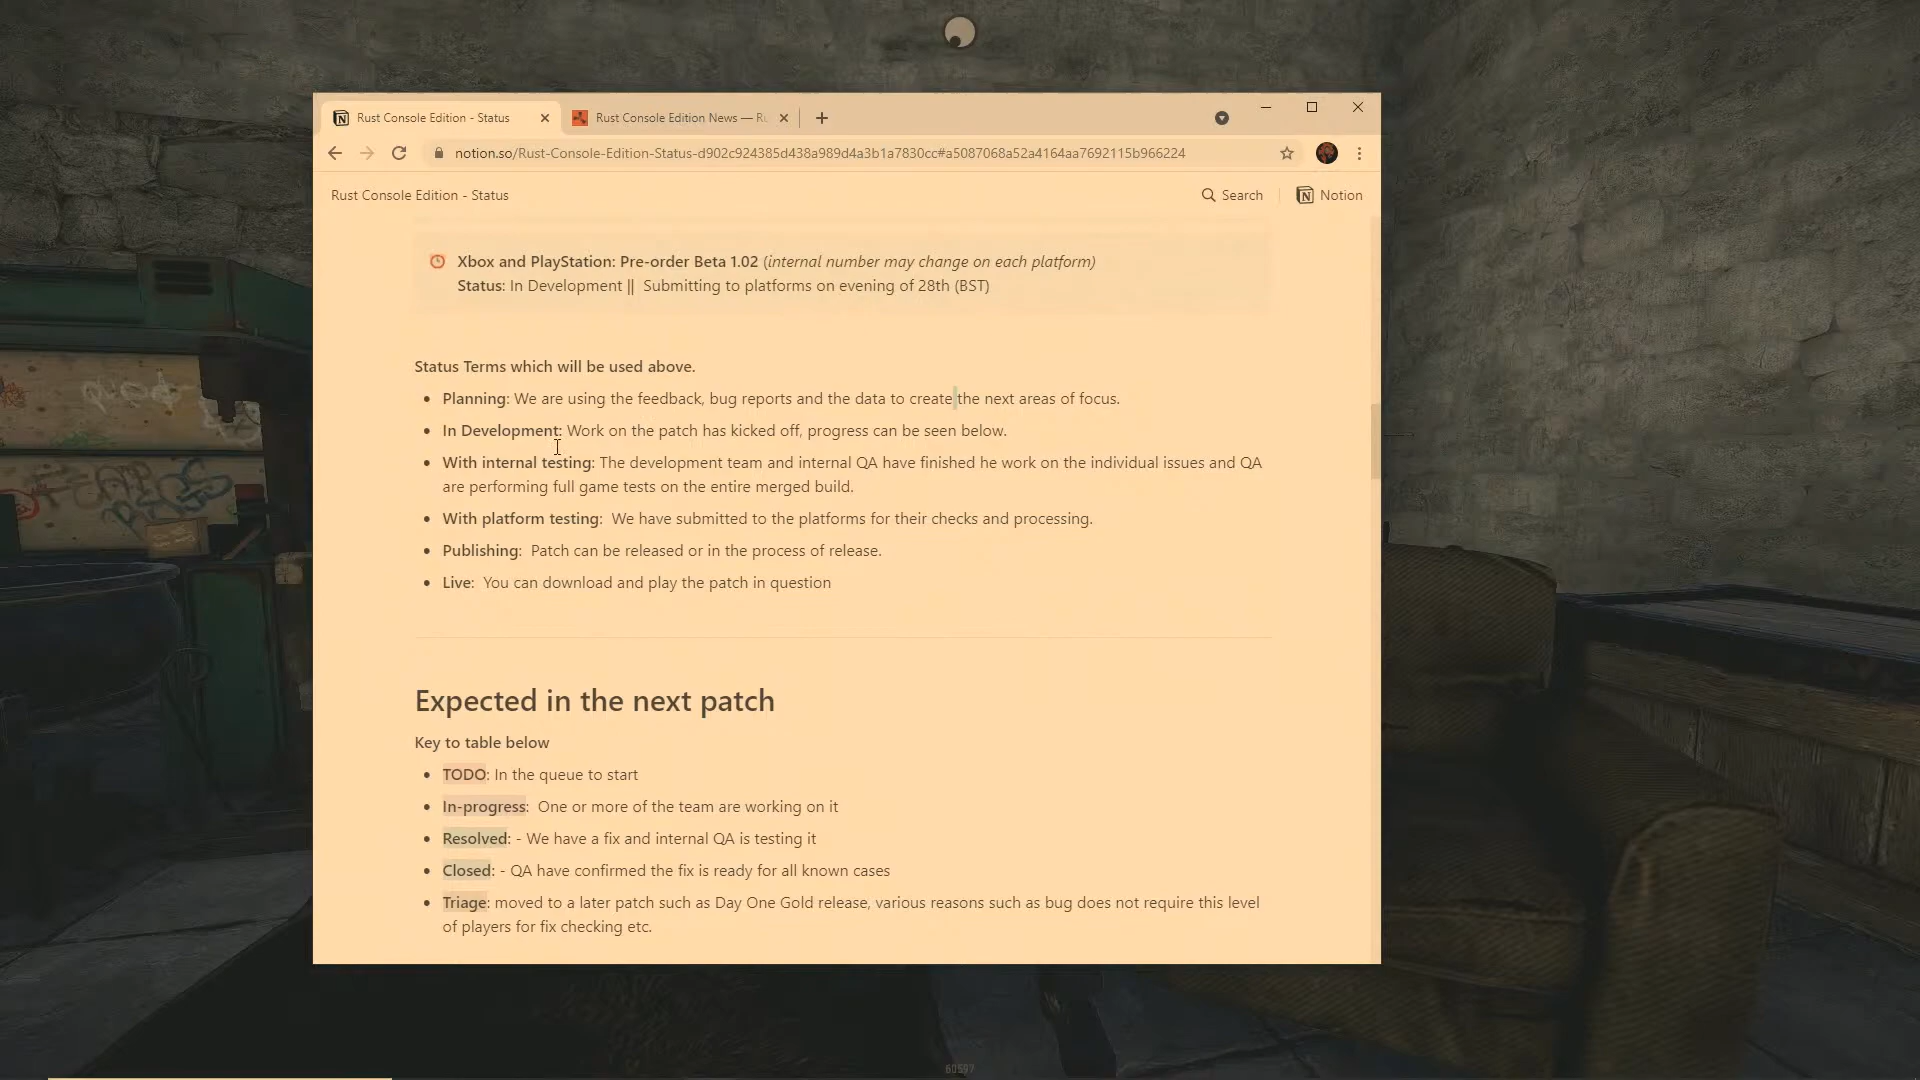 Rust Console Edition - Status
Rust Console Edition News — Ru
notion.so/Rust-Console-Edition-Status-d902c924385d438a989d4a3b1a7830cc#a5087068a52a4164aa7692115b966224
Rust Console Edition - Status
Search
Notion
Xbox and PlayStation: Pre-order Beta 1.02 (internal number may change on each platform)
Status: In Development || Submitting to platforms on evening of 28th (BST)
Status Terms which will be used above.
• Planning: We are using the feedback, bug reports and the data to create the next areas of focus.
• In Development: Work on the patch has kicked off, progress can be seen below.
• With internal testing: The development team and internal QA have finished he work on the individual issues and QA
are performing full game tests on the entire merged build.
• With platform testing: We have submitted to the platforms for their checks and processing.
• Publishing: Patch can be released or in the process of release.
• Live: You can download and play the patch in question
Expected in the next patch
Key to table below
• TODO: In the queue to start
• In-progress: One or more of the team are working on it
• Resolved: - We have a fix and internal QA is testing it
• Closed: - QA have confirmed the fix is ready for all known cases
• Triage: moved to a later patch such as Day One Gold release, various reasons such as bug does not require this level
of players for fix checking etc.
60597